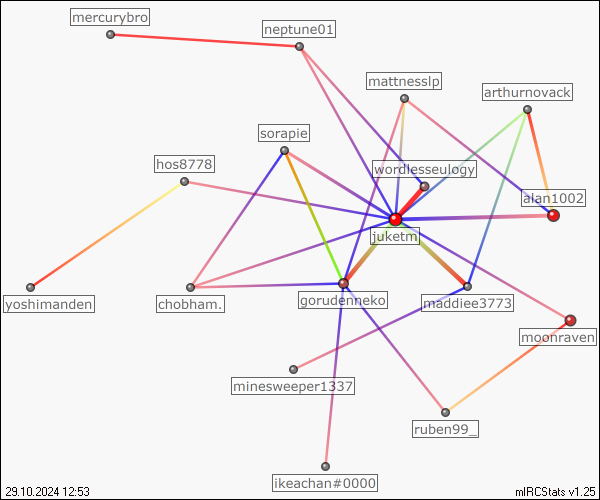 mercurybro
neptune01
mattnesslp
arthurnovack
sorapie
hos8778
wordlesseulogy
alan1002
juketm
yoshimanden
chobham.
gorudenneko
maddiee3773
moonraven
minesweeper1337
ruben99_
ikeachan#0000
29.10.2024 12:53
mIRCStats v1.25